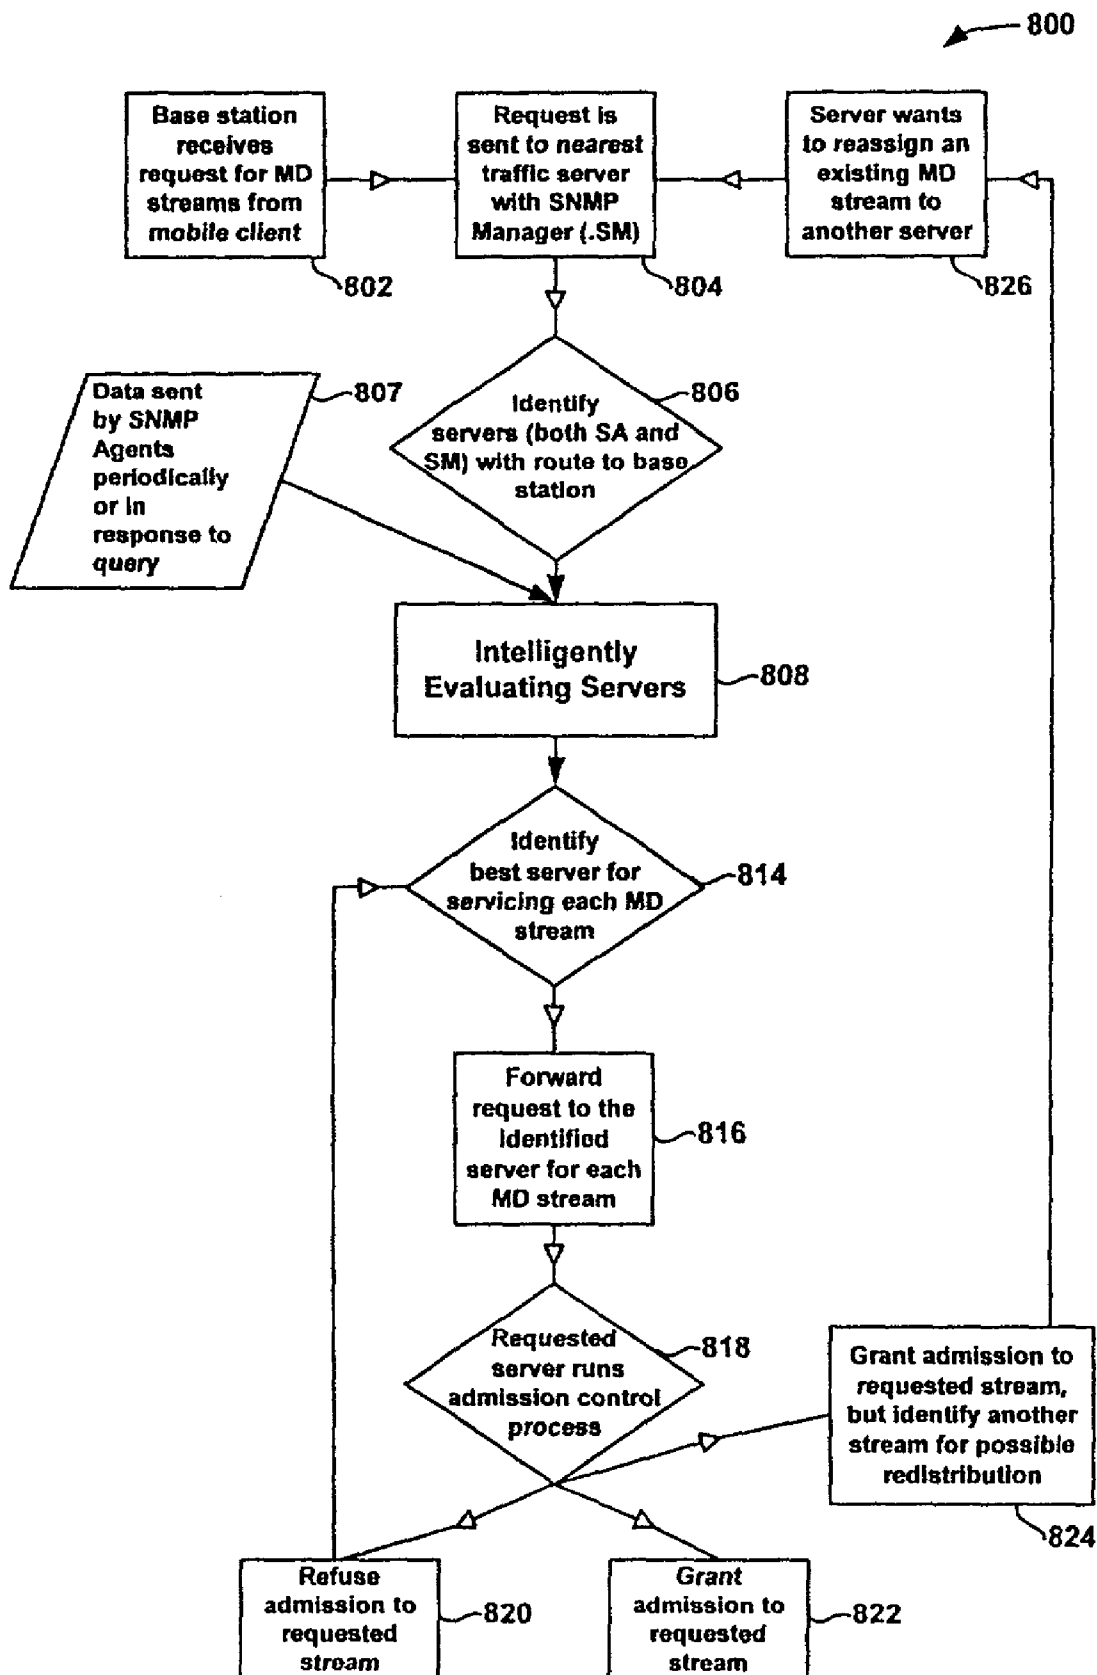 800
Base station
receives
request for MD
streams from
mobile client
802
Request is
sent to nearest
traffic server
with SNMP
Manager (.SM)
804
Server wants
to reassign an
existing MD
stream to
another server
826
Data sent
by SNMP
Agents
periodically
or in
response to
query
807
Identify
servers (both SA and
SM) with route to base
station
806
Intelligently
Evaluating Servers
808
Identify
best server for
servicing each MD
stream
814
Forward
request to the
identified
server for each
MD stream
816
Requested
server runs
admission control
process
818
Grant admission to
requested stream,
but identify another
stream for possible
redistribution
824
Refuse
admission to
requested
stream
820
Grant
admission to
requested
stream
822